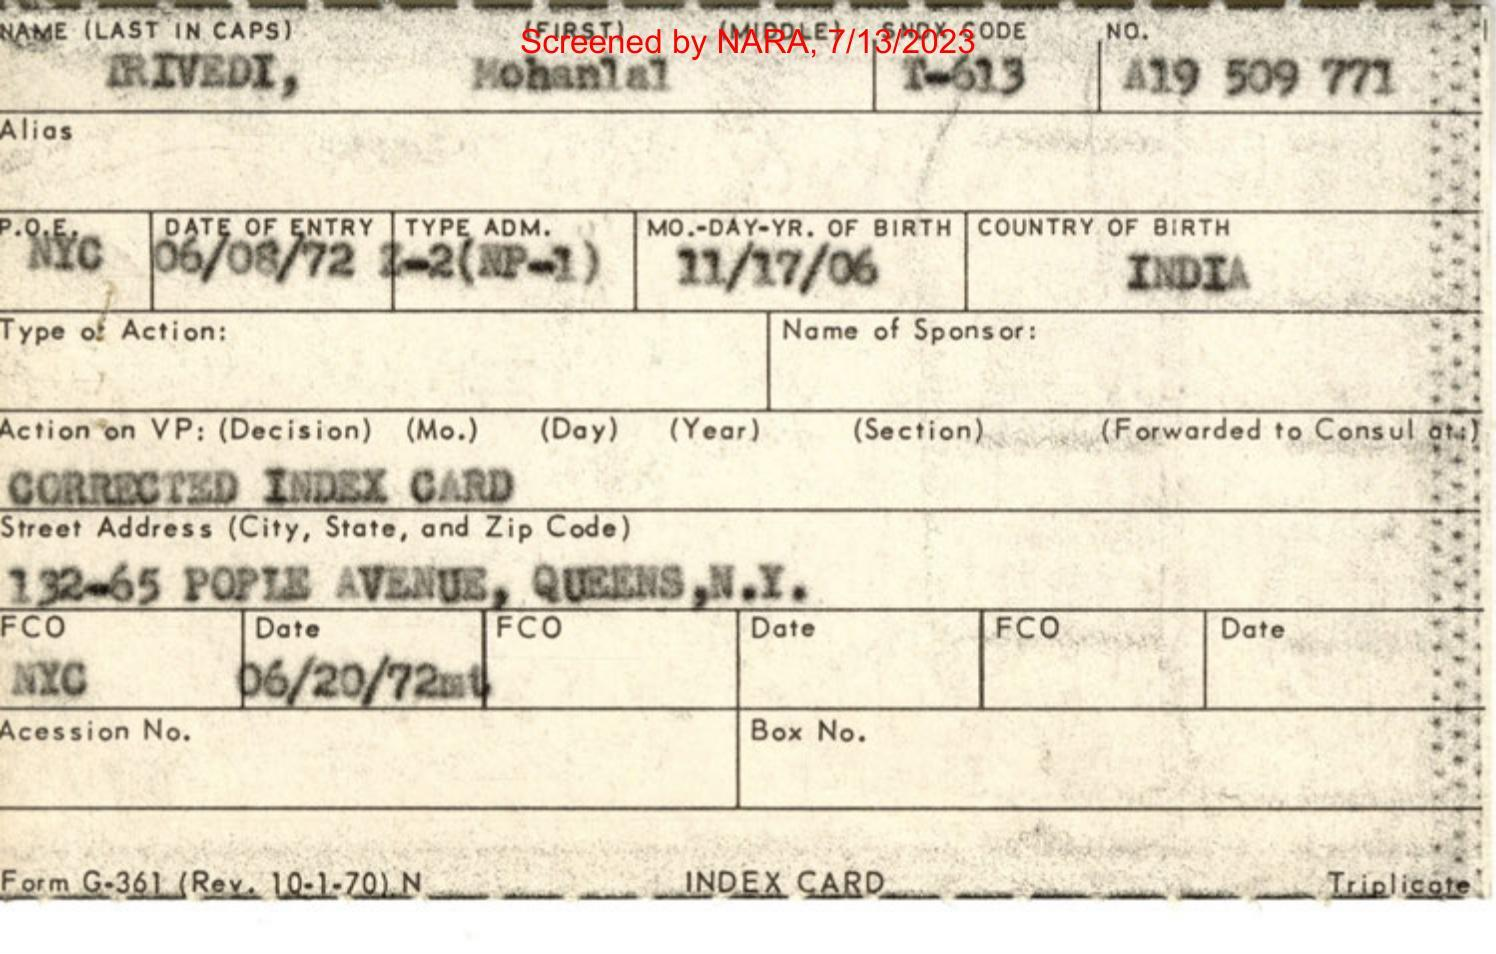 NAME (LAST IN CAPS) (FIRST) (MIDDLE) SNDX CODE NO.
Screened by NARA, 7/13/2023
TRIVEDI, Mohanlal T-613 A19 509 771
Alias
P.O.E. DATE OF ENTRY TYPE ADM. MO.-DAY-YR. OF BIRTH COUNTRY OF BIRTH
NYC 06/08/72 -2(NP-1) 11/17/06 INDIA
Type of Action: Name of Sponsor:
Action on VP: (Decision) (Mo.) (Day) (Year) (Section) (Forwarded to Consul at:)
CORRECTED INDEX CARD
Street Address (City, State, and Zip Code)
132-65 POPLE AVENUE, QUEENS,N.Y.
FCO Date FCO Date FCO Date
NYC 06/20/72mt
Acession No. Box No.
Form G-361 (Rev. 10-1-70) N INDEX CARD Triplicate